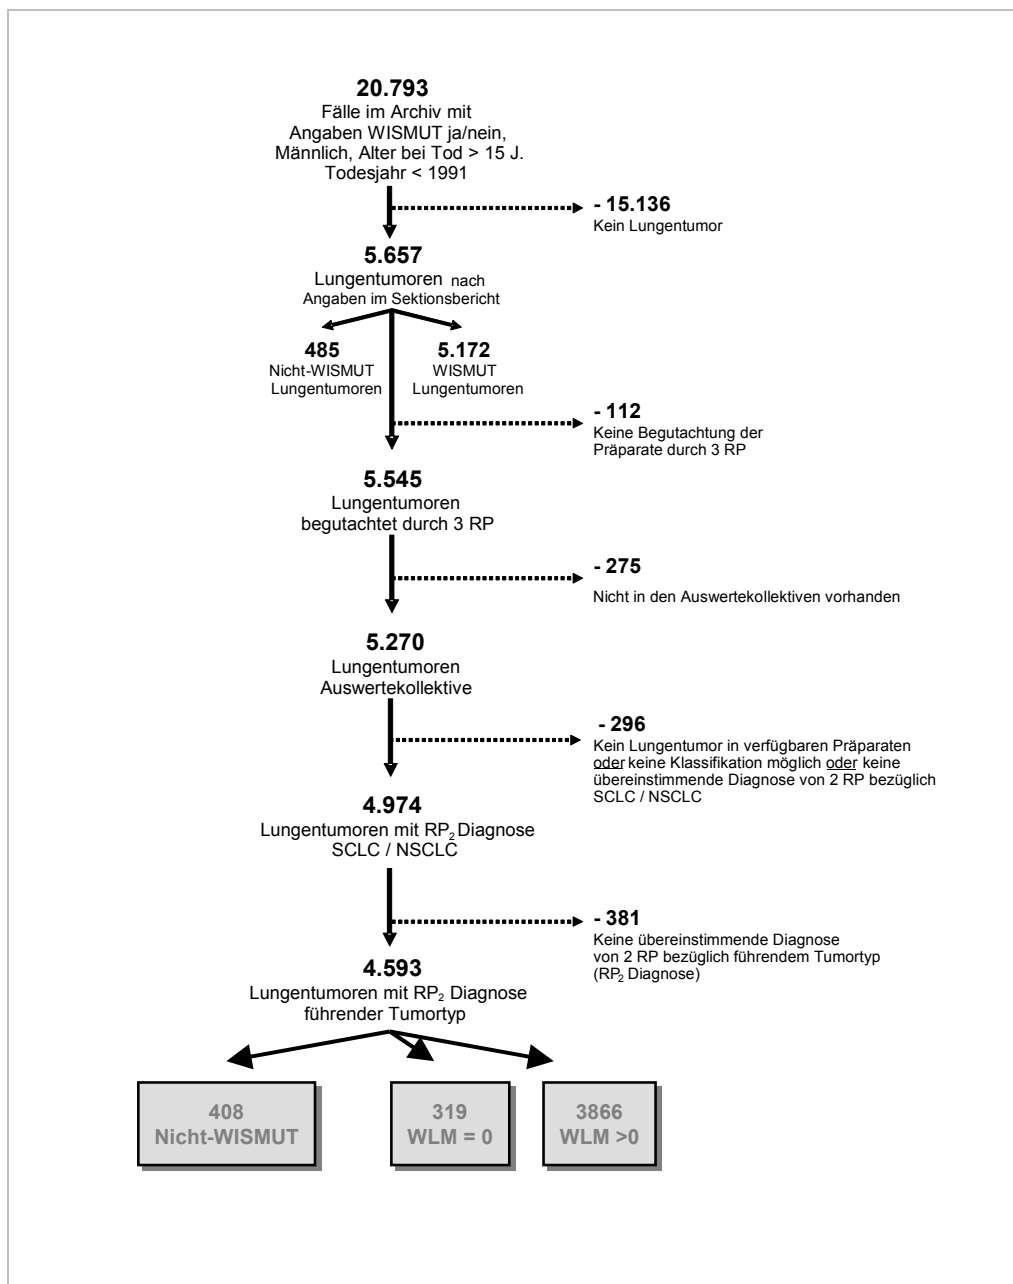 20.793
Fälle im Archiv mit
Angaben WISMUT ja/nein,
Männlich, Alter bei Tod > 15 J.
Todesjahr < 1991
- 15.136
Kein Lungentumor
5.657
Lungentumoren nach
Angaben im Sektionsbericht
485
Nicht-WISMUT
Lungentumoren
5.172
WISMUT
Lungentumoren
- 112
Keine Begutachtung der
Präparate durch 3 RP
5.545
Lungentumoren
begutachtet durch 3 RP
- 275
Nicht in den Auswertekollektiven vorhanden
5.270
Lungentumoren
Auswertekollektive
- 296
Kein Lungentumor in verfügbaren Präparaten
oder keine Klassifikation möglich oder keine
übereinstimmende Diagnose von 2 RP bezüglich
SCLC / NSCLC
4.974
Lungentumoren mit RP₂ Diagnose
SCLC / NSCLC
- 381
Keine übereinstimmende Diagnose
von 2 RP bezüglich führendem Tumortyp
(RP₂ Diagnose)
4.593
Lungentumoren mit RP₂ Diagnose
führender Tumortyp
408
Nicht-WISMUT
319
WLM = 0
3866
WLM >0